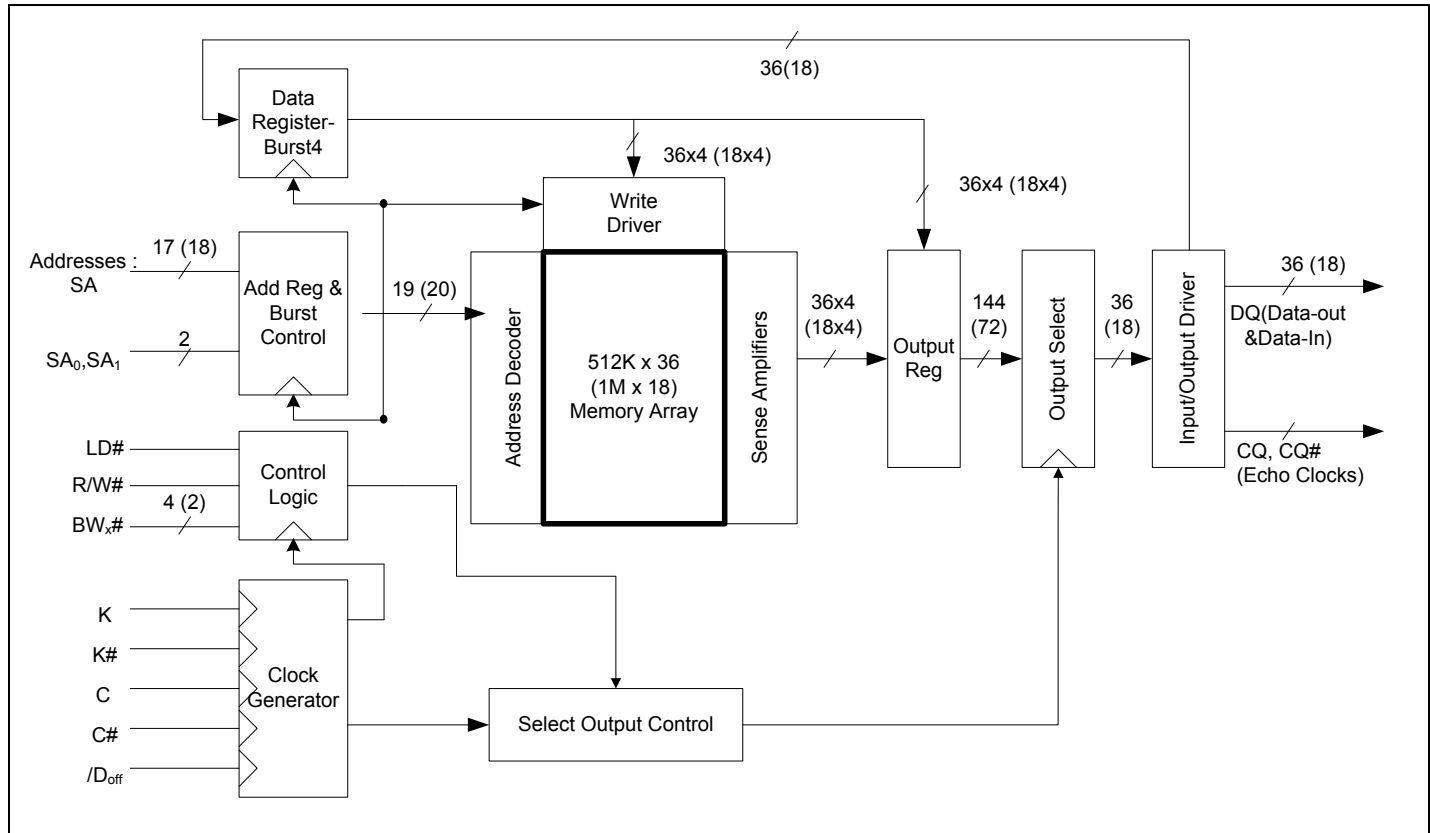 36(18)
Data
Register-
Burst4
36x4 (18x4)
36x4 (18x4)
Write
Driver
Addresses :
SA
17 (18)
SA0,SA1
2
Add Reg &
Burst
Control
19 (20)
Address Decoder
512K x 36
(1M x 18)
Memory Array
Sense Amplifiers
36x4
(18x4)
Output
Reg
144
(72)
Output Select
36
(18)
Input/Output Driver
36 (18)
DQ(Data-out
&Data-In)
CQ, CQ#
(Echo Clocks)
LD#
R/W#
BWx#
4 (2)
Control
Logic
K
K#
C
C#
/Doff
Clock
Generator
Select Output Control